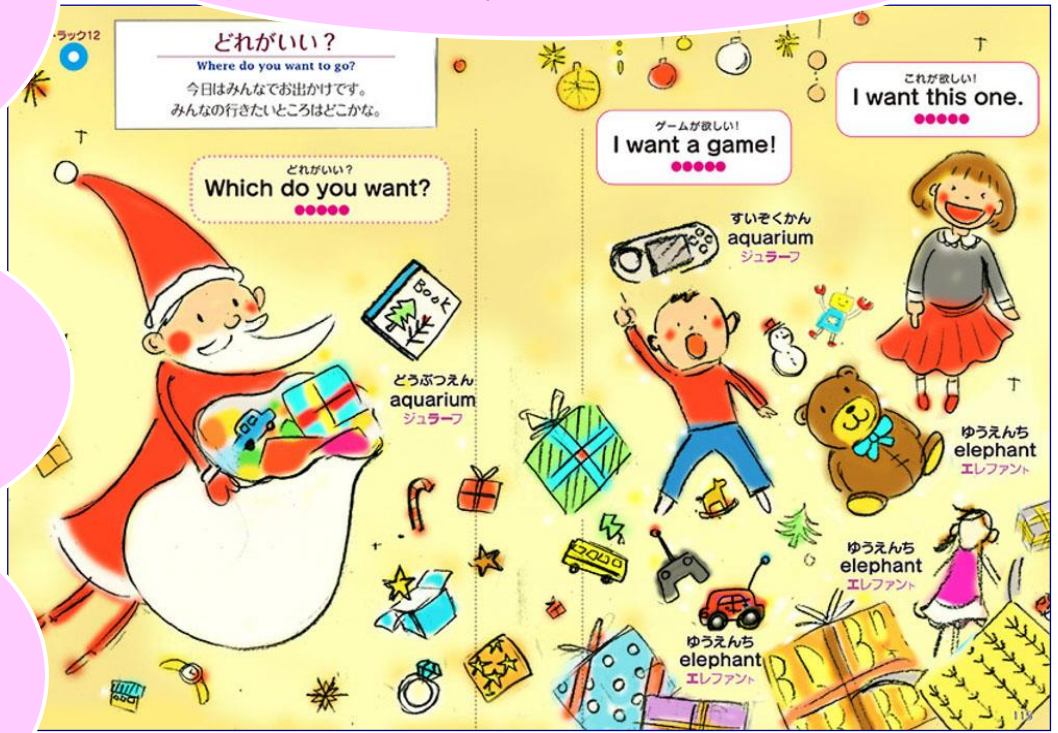 ラック12
どれがいい？
Where do you want to go?
今日はみんなでお出かけです。
みんなの行きたいところはどこかな。
どれがいい？
Which do you want?
ゲームが欲しい！
I want a game!
これが欲しい！
I want this one.
Book
どうぶつえん
aquarium
ジュラーフ
すいぞくかん
aquarium
ジュラーフ
ゆうえんち
elephant
エレファント
ゆうえんち
elephant
エレファント
ゆうえんち
elephant
エレファント